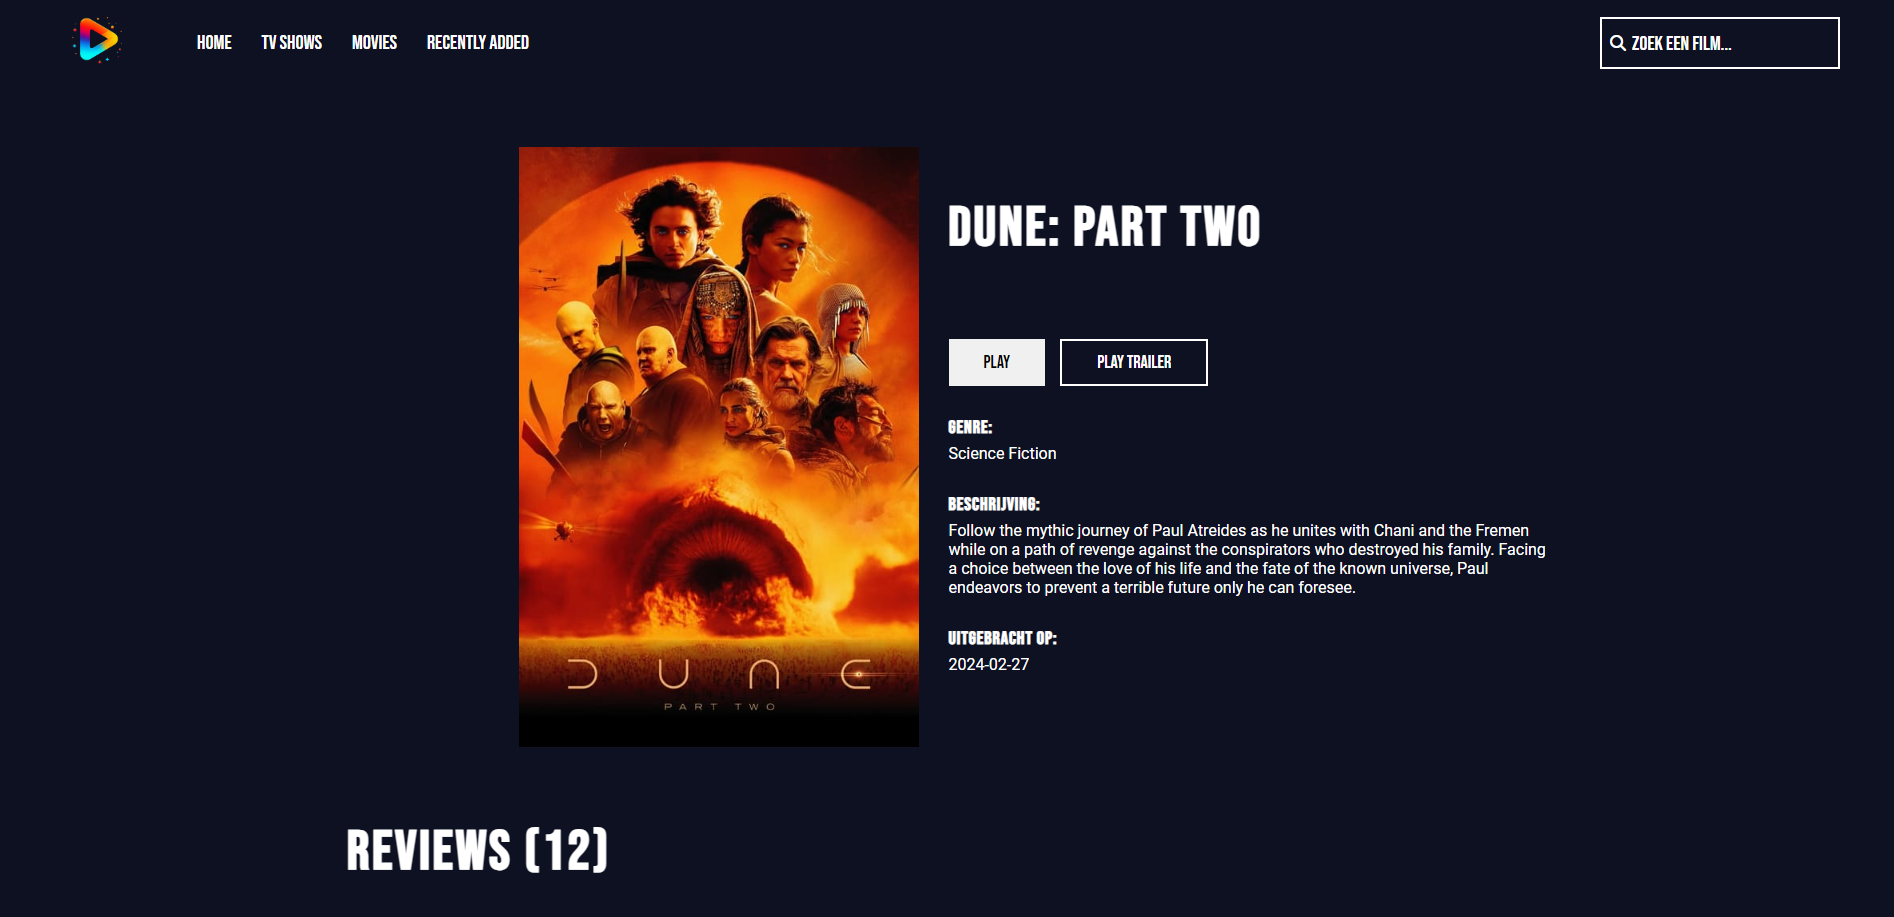 HOME
TV SHOWS
MOVIES
RECENTLY ADDED
ZOEK EEN FILM...
DUNE: PART TWO
PLAY
PLAY TRAILER
GENRE:
Science Fiction
BESCHRIJVING:
Follow the mythic journey of Paul Atreides as he unites with Chani and the Fremen
while on a path of revenge against the conspirators who destroyed his family. Facing
a choice between the love of his life and the fate of the known universe, Paul
endeavors to prevent a terrible future only he can foresee.
UITGEBRACHT OP:
2024-02-27
DUNE
PART TWO
REVIEWS (12)